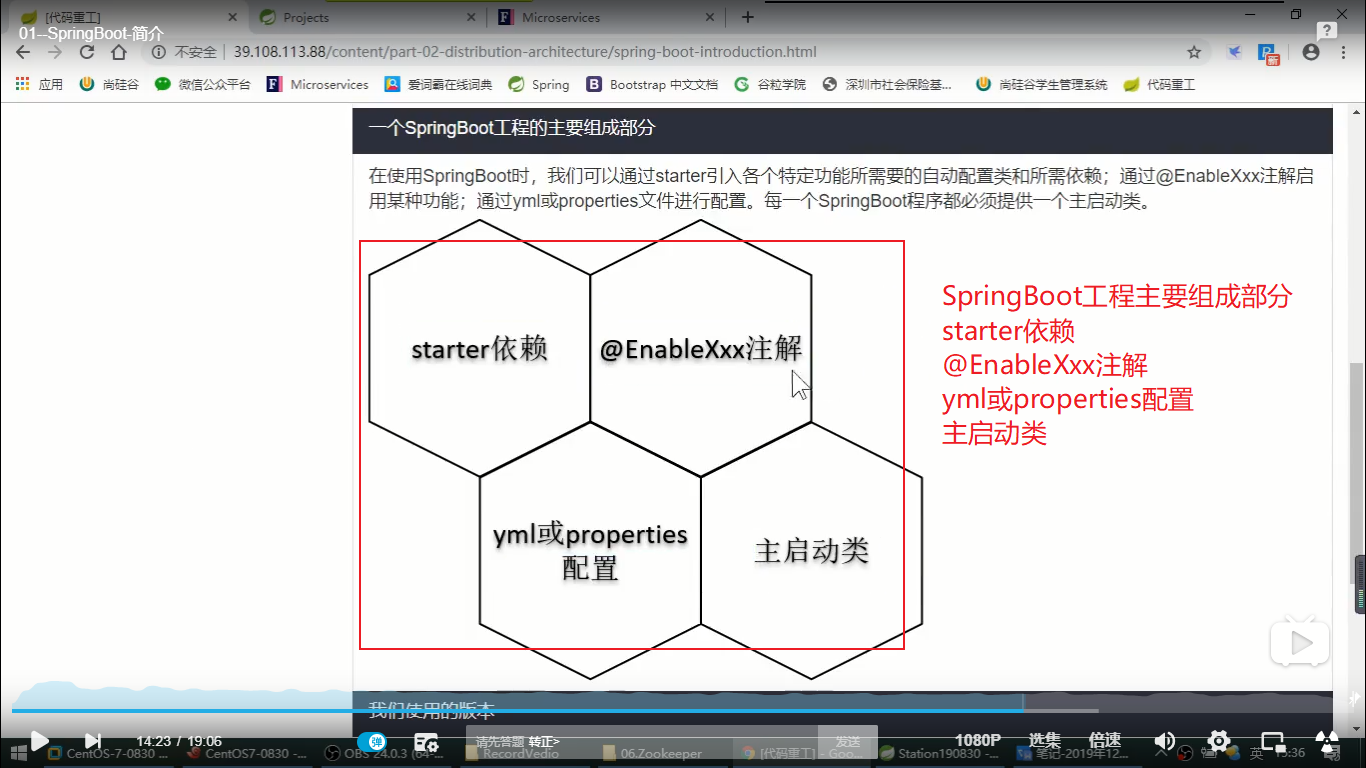 [代码重工]
Projects
Microservices
01--SpringBoot-简介
不安全
39.108.113.88/content/part-02-distribution-architecture/spring-boot-introduction.html
应用
尚硅谷
微信公众平台
Microservices
爱词霸在线词典
Spring
Bootstrap 中文文档
谷粒学院
深圳市社会保险基...
尚硅谷学生管理系统
代码重工
一个SpringBoot工程的主要组成部分
在使用SpringBoot时，我们可以通过starter引入各个特定功能所需要的自动配置类和所需依赖；通过@EnableXxx注解启
用某种功能；通过yml或properties文件进行配置。每一个SpringBoot程序都必须提供一个主启动类。
starter依赖
@EnableXxx注解
yml或properties
配置
主启动类
SpringBoot工程主要组成部分
starter依赖
@EnableXxx注解
yml或properties配置
主启动类
我们使用的版本
14:23 / 19:06
弹
请先答题 转正>
发送
1080P
选集
倍速
CentOS-7-0830 ...
CentOS7-0830 -...
OBS 24.0.3 (64-...
RecordVedio
06.Zookeeper
[代码重工] - Goo...
Station190830 -...
笔记-2019年12...
英